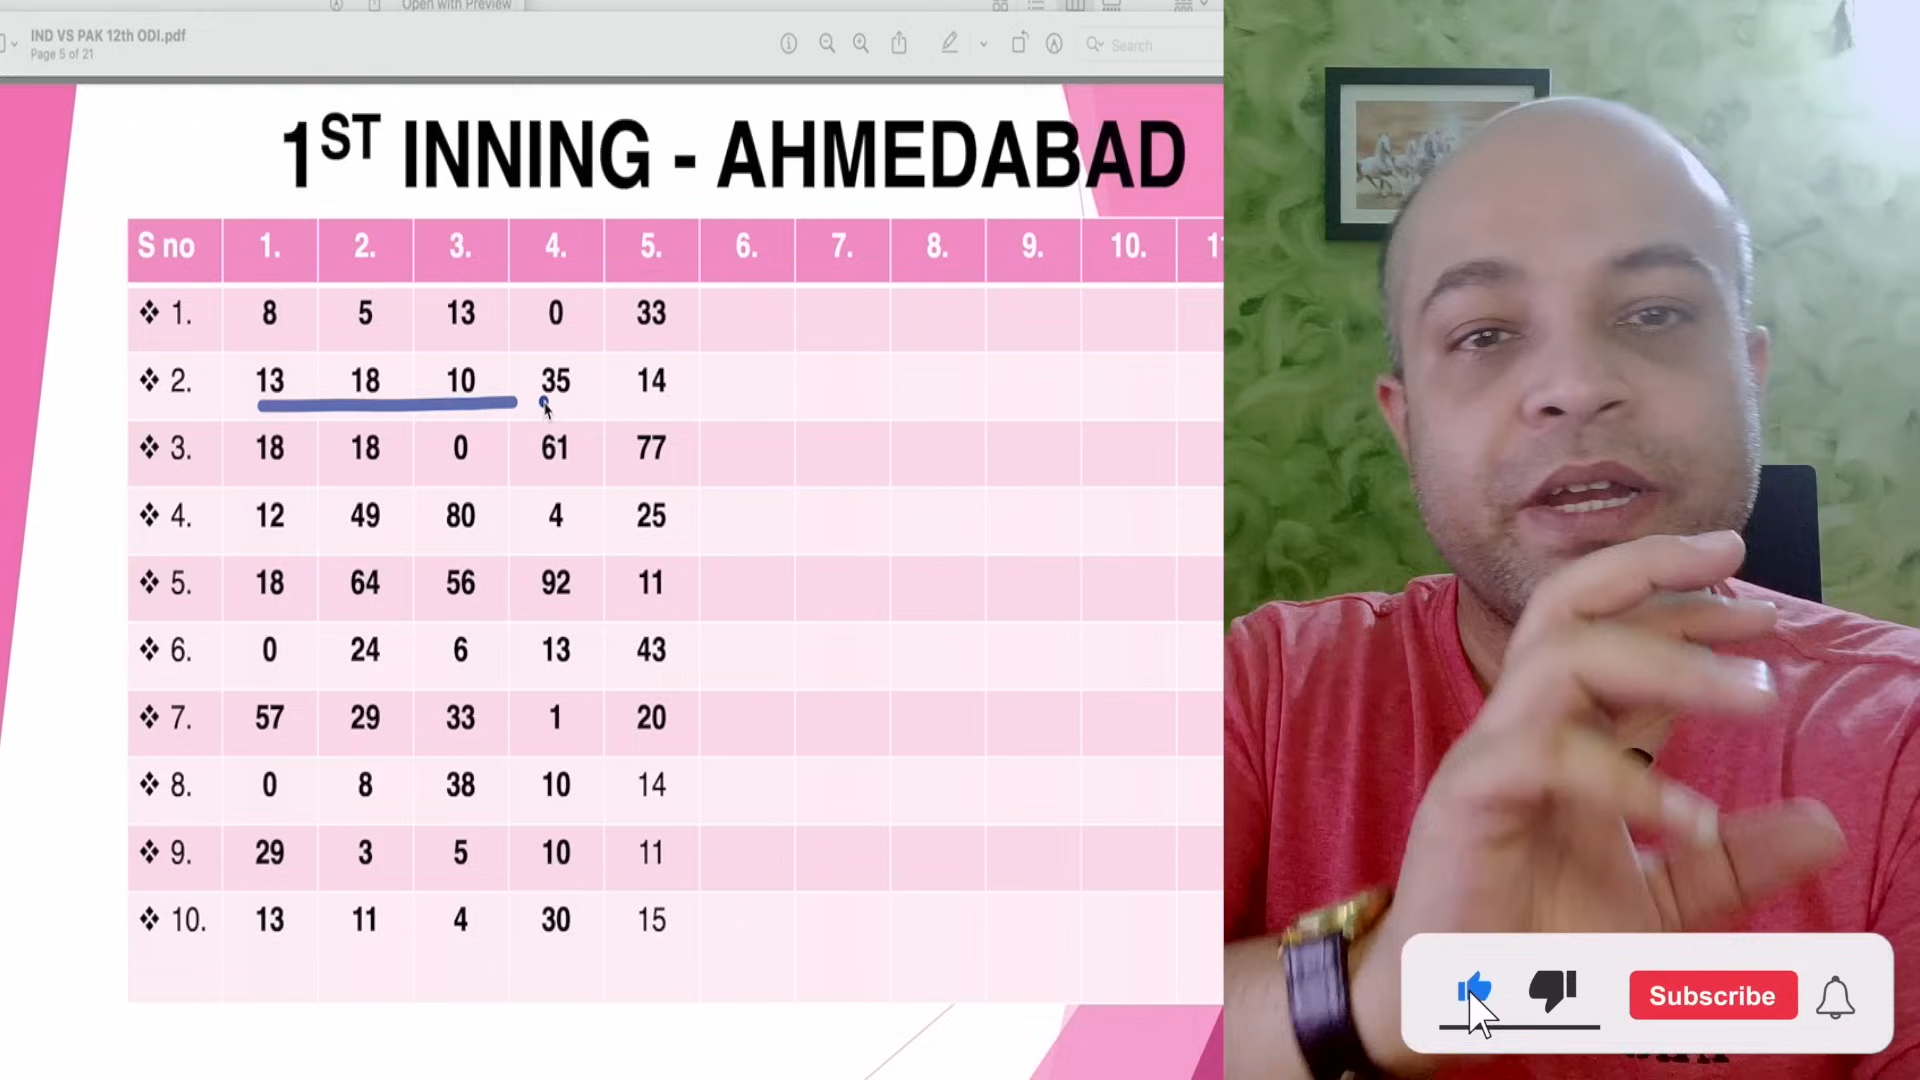 Open with Preview
IND VS PAK 12th ODI.pdf
Page 5 of 21
Search
1ST INNING - AHMEDABAD
S no 1. 2. 3. 4. 5. 6. 7. 8. 9. 10.
❖ 1. 8 5 13 0 33
❖ 2. 13 18 10 35 14
❖ 3. 18 18 0 61 77
❖ 4. 12 49 80 4 25
❖ 5. 18 64 56 92 11
❖ 6. 0 24 6 13 43
❖ 7. 57 29 33 1 20
❖ 8. 0 8 38 10 14
❖ 9. 29 3 5 10 11
❖ 10. 13 11 4 30 15
Subscribe